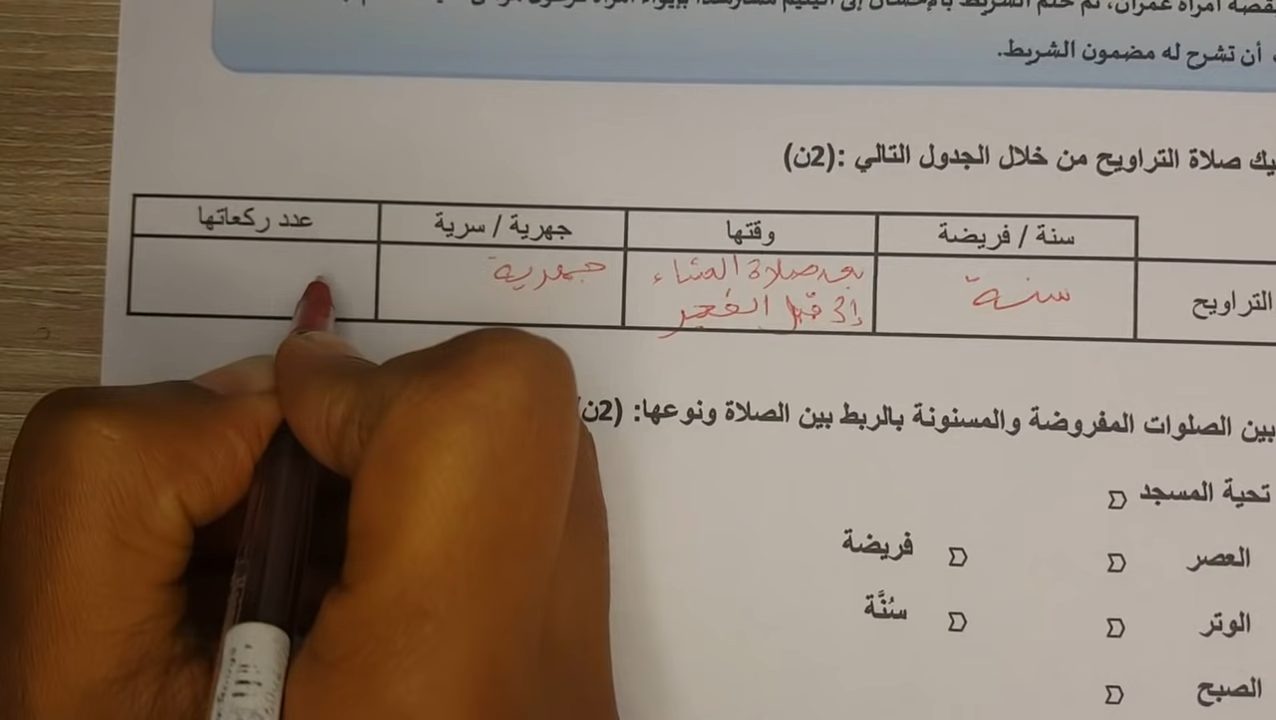 أن تشرح له مضمون الشريط.
صلاة التراويح من خلال الجدول التالي :(2ن)
سنة / فريضة وقتها جهرية / سرية عدد ركعاتها
التراويح سنة بعد صلاة العشاء جهرية
إلى قبل الفجر
بين الصلوات المفروضة والمسنونة بالربط بين الصلاة ونوعها: (2ن)
تحية المسجد
العصر فريضة
الوتر سُنَّة
الصبح